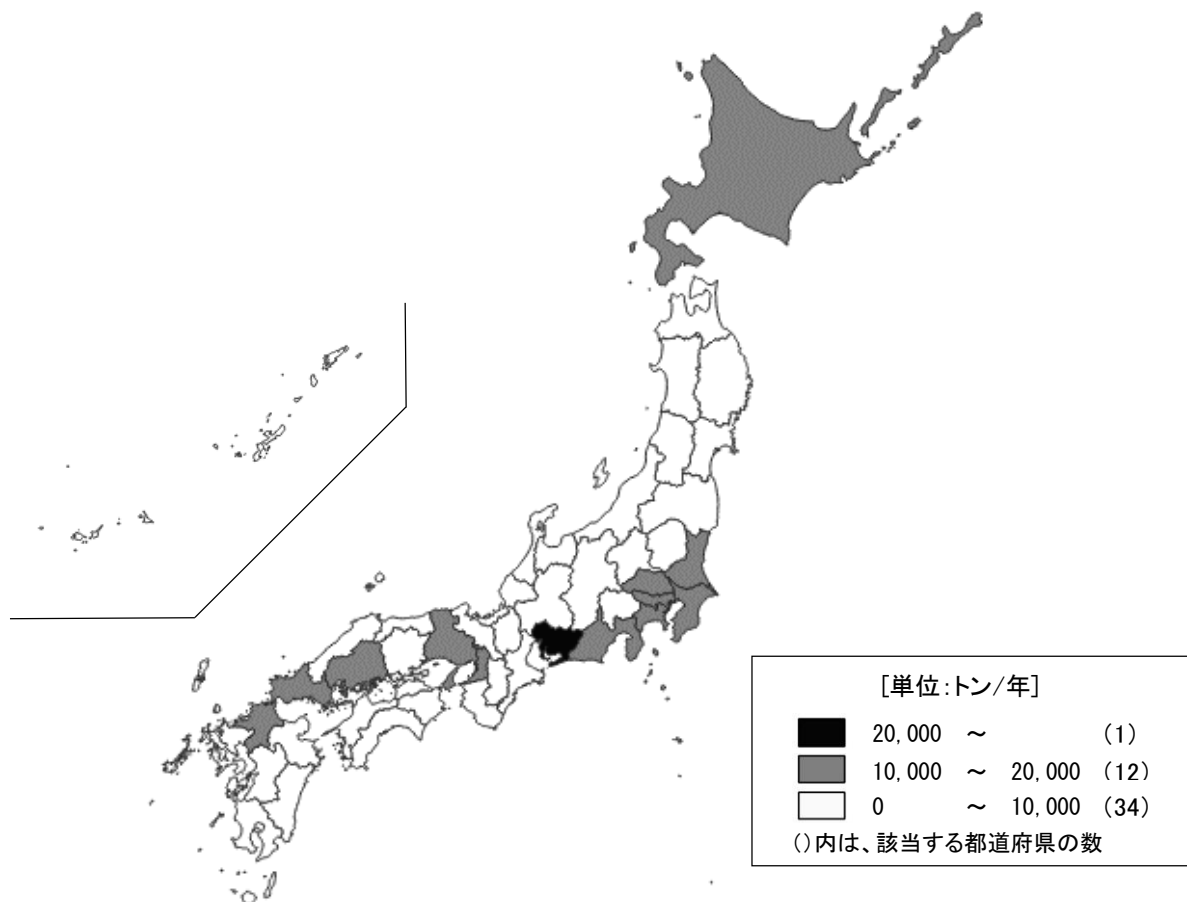 [単位:トン/年]
20,000 ～ (1)
10,000 ～ 20,000 (12)
0 ～ 10,000 (34)
()内は、該当する都道府県の数